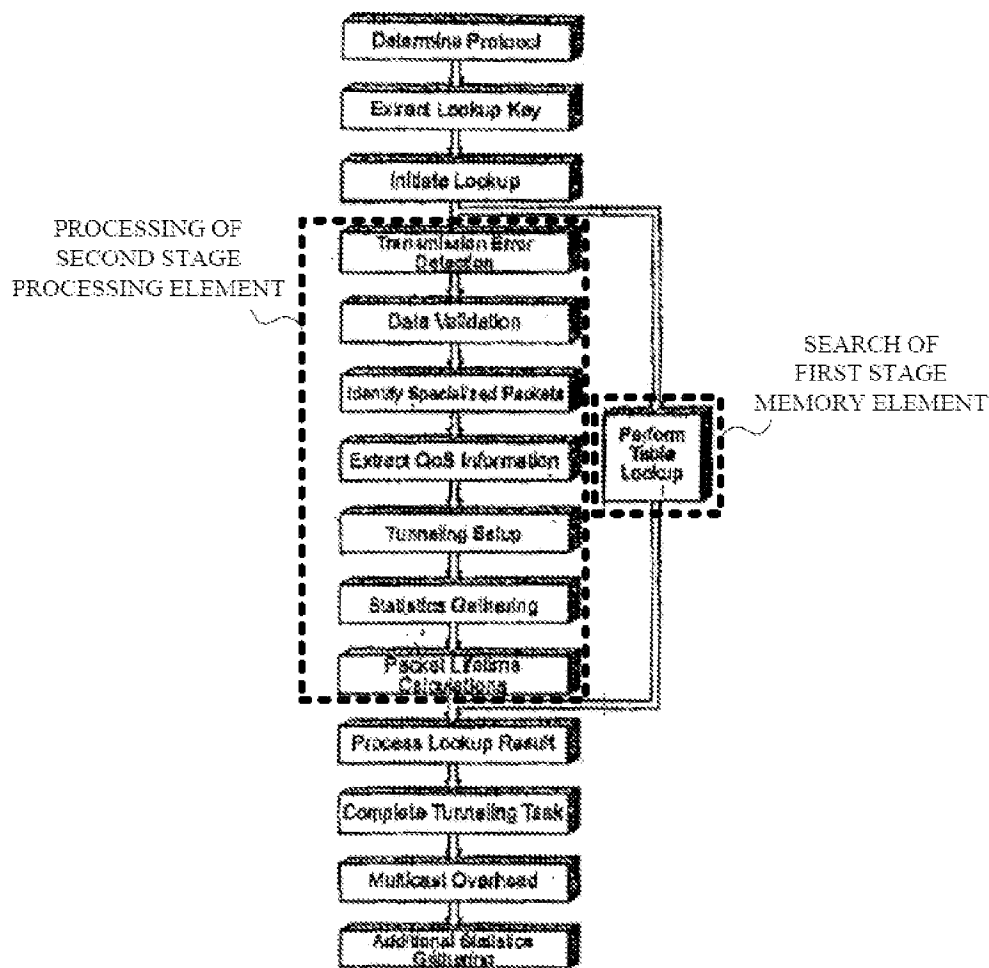 Determine Protocol
Extract Lookup Key
Initiate Lookup
PROCESSING OF
SECOND STAGE
PROCESSING ELEMENT
Transmission Error
Detection
Data Validation
Identify Specialized Packets
Extract QoS Information
Tunneling Setup
Statistics Gathering
Packet Lifetime
Calculations
SEARCH OF
FIRST STAGE
MEMORY ELEMENT
Perform
Table
Lookup
Process Lookup Result
Complete Tunneling Task
Multicast Overhead
Additional Statistics
Gathering